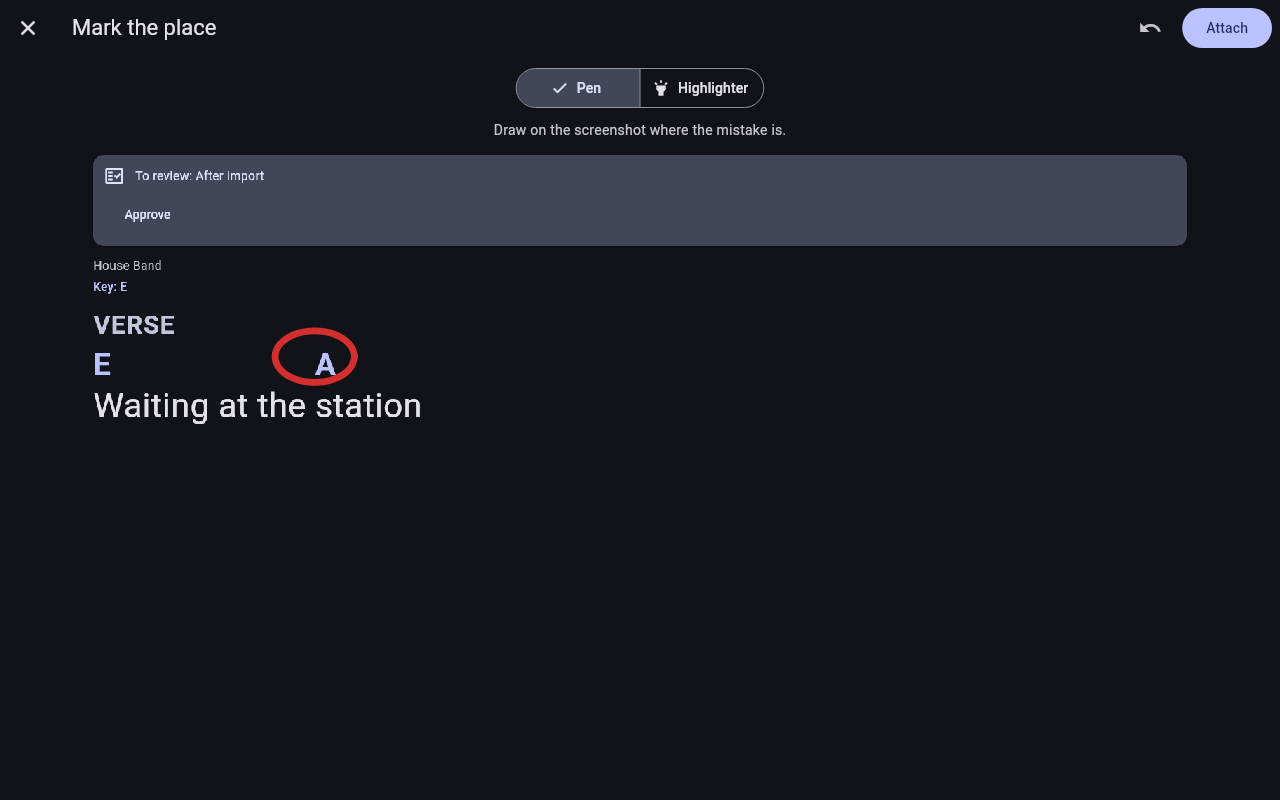 Mark the place
Attach
Pen
Highlighter
Draw on the screenshot where the mistake is.
To review: After Import
Approve
House Band
Key: E
VERSE
E A
Waiting at the station